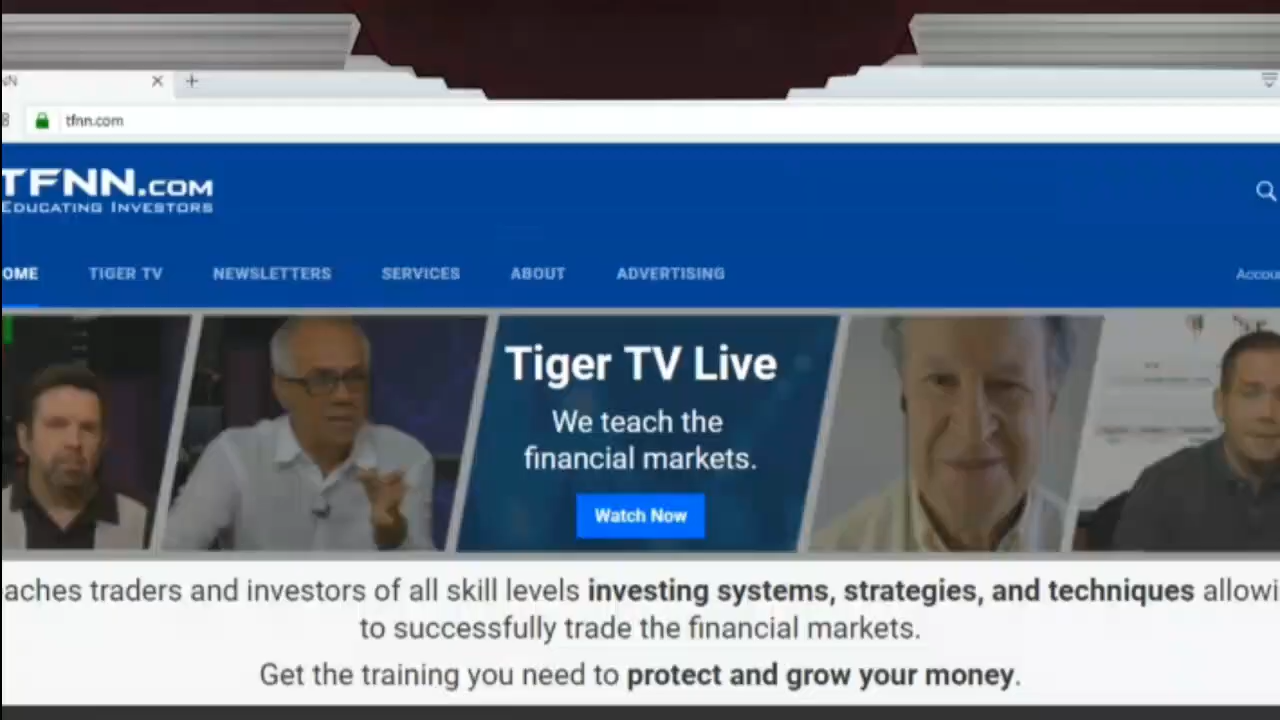 tfnn.com
TFNN.COM
EDUCATING INVESTORS
OME TIGER TV NEWSLETTERS SERVICES ABOUT ADVERTISING Accou
Tiger TV Live
We teach the
financial markets.
Watch Now
aches traders and investors of all skill levels investing systems, strategies, and techniques allowi
to successfully trade the financial markets.
Get the training you need to protect and grow your money.